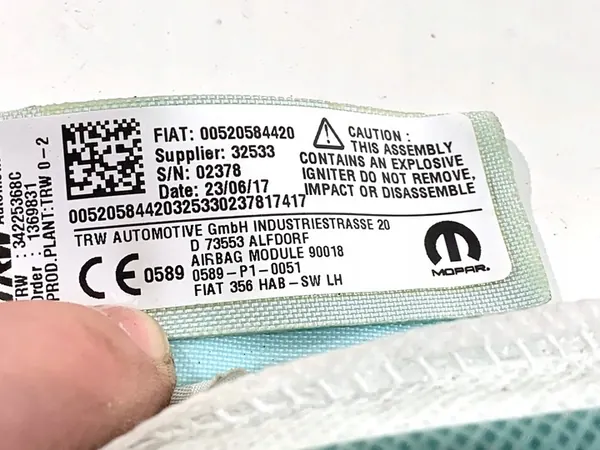 FIAT: 00520584420
Supplier: 32533
S/N: 02378
Date: 23/06/17
00520584420325330237817417
CAUTION :
THIS ASSEMBLY
CONTAINS AN EXPLOSIVE
IGNITER DO NOT REMOVE,
IMPACT OR DISMANTLE
TRW AUTOMOTIVE GmbH INDUSTRIESTRASSE 20
D 73553 ALFDORF
AIRBAG MODULE 90018
CE 0589 0589-P1-0051
FIAT 356 HAB-SW LH
MOPAR.
TRW : 34225368C
Order : 1369831
PROD.PLANT:TRW 0-2